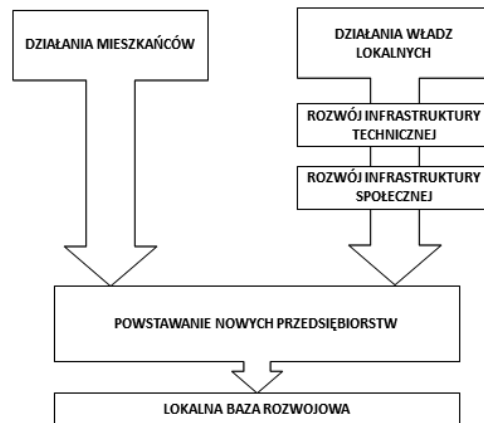 DZIAŁANIA MIESZKAŃCÓW
DZIAŁANIA WŁADZ
LOKALNYCH
ROZWÓJ INFRASTRUKTURY
TECHNICZNEJ
ROZWÓJ INFRASTRUKTURY
SPOŁECZNEJ
POWSTAWANIE NOWYCH PRZEDSIĘBIORSTW
LOKALNA BAZA ROZWOJOWA